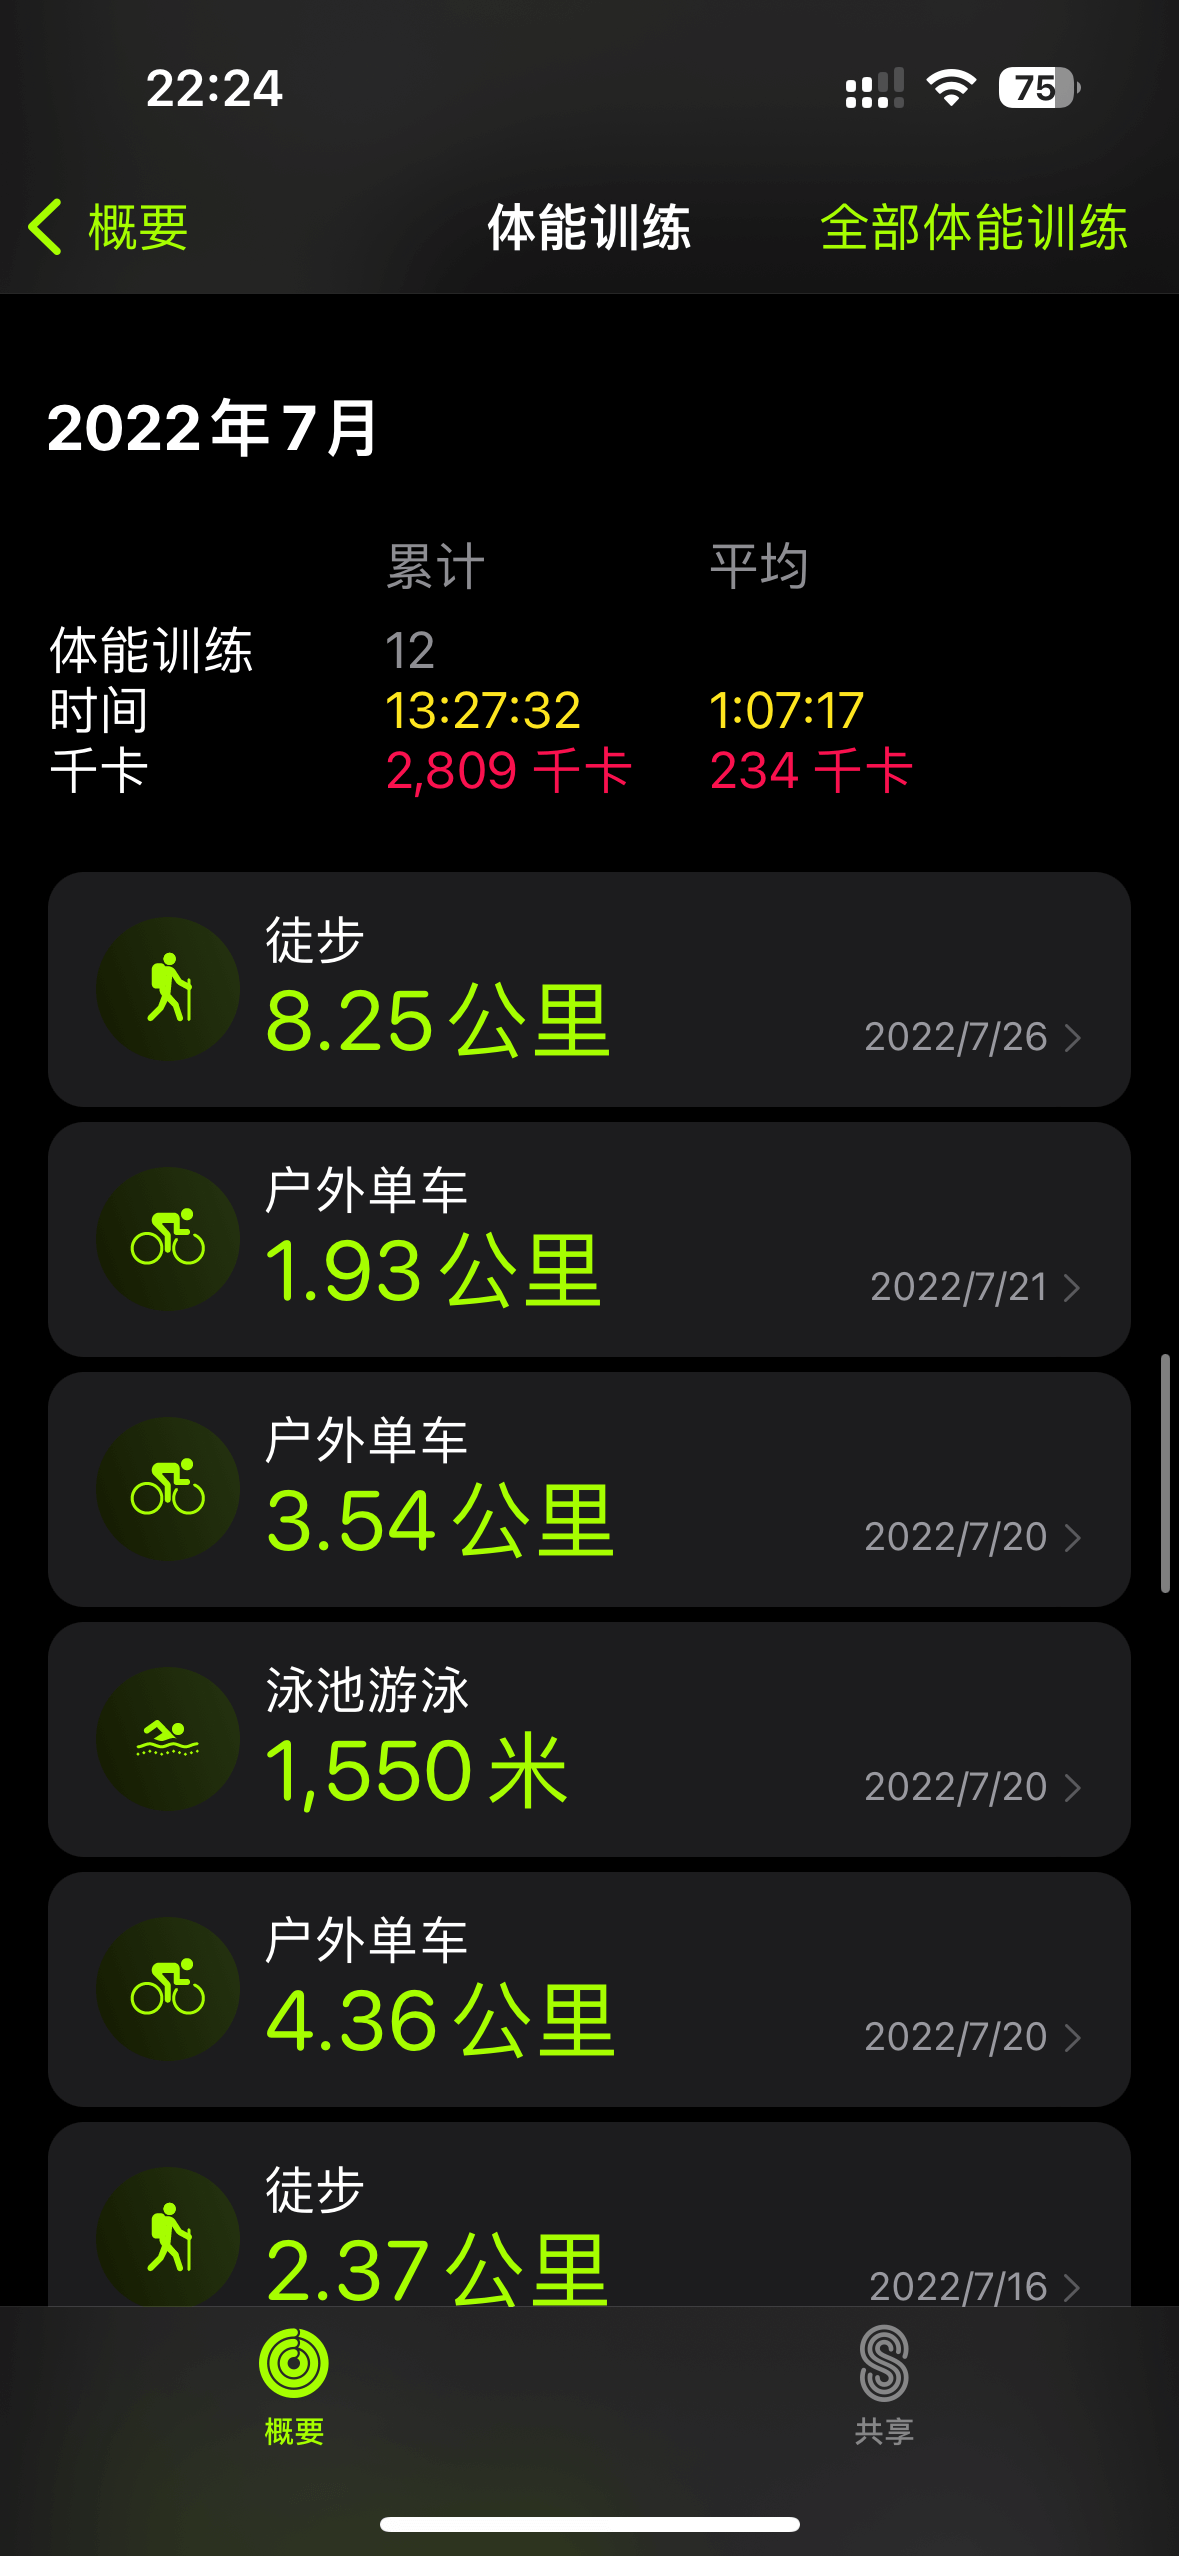 22:24
75
概要 体能训练 全部体能训练
2022年7月
累计 平均
体能训练 12
时间 13:27:32 1:07:17
千卡 2,809 千卡 234 千卡
徒步
8.25公里 2022/7/26
户外单车
1.93公里 2022/7/21
户外单车
3.54公里 2022/7/20
泳池游泳
1,550米 2022/7/20
户外单车
4.36公里 2022/7/20
徒步
2.37公里 2022/7/16
概要 共享